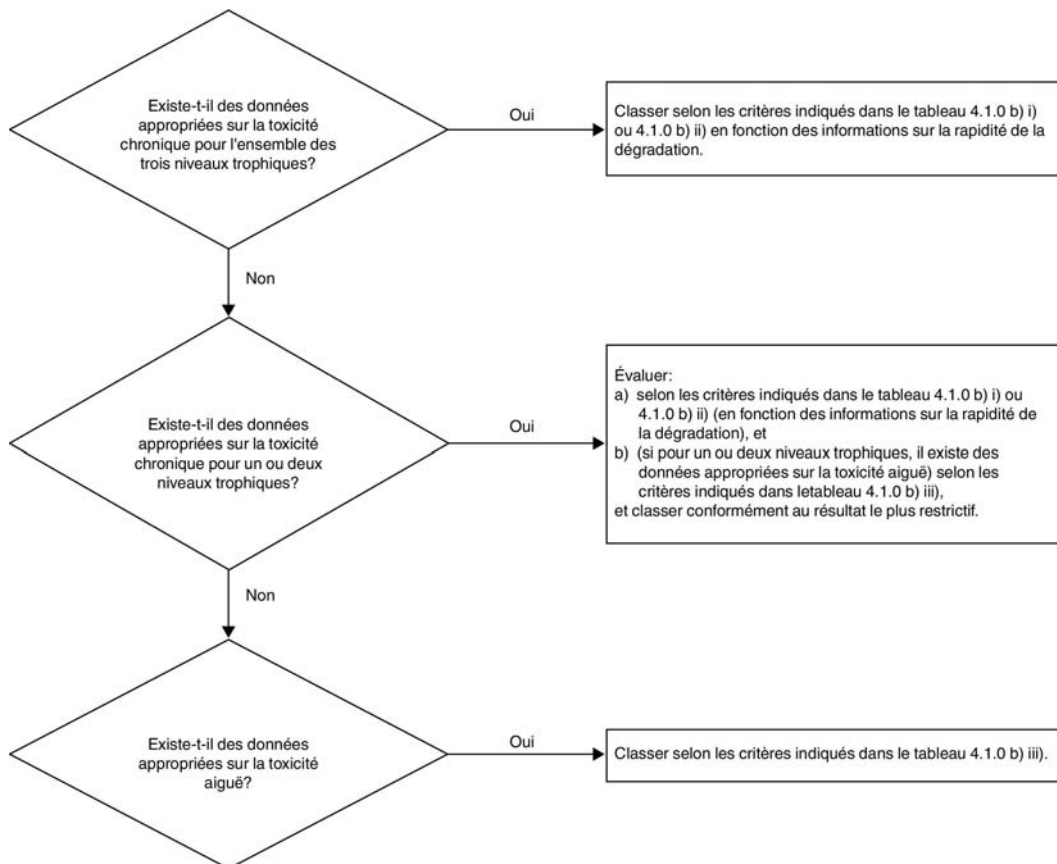 Existe-t-il des données
appropriées sur la toxicité
chronique pour l'ensemble des
trois niveaux trophiques?
Oui
Classer selon les critères indiqués dans le tableau 4.1.0 b) i)
ou 4.1.0 b) ii) en fonction des informations sur la rapidité de la
dégradation.
Non
Existe-t-il des données
appropriées sur la toxicité
chronique pour un ou deux
niveaux trophiques?
Oui
Évaluer:
a) selon les critères indiqués dans le tableau 4.1.0 b) i) ou
4.1.0 b) ii) (en fonction des informations sur la rapidité de
la dégradation), et
b) (si pour un ou deux niveaux trophiques, il existe des
données appropriées sur la toxicité aiguë) selon les
critères indiqués dans letableau 4.1.0 b) iii),
et classer conformément au résultat le plus restrictif.
Non
Existe-t-il des données
appropriées sur la toxicité
aiguë?
Oui
Classer selon les critères indiqués dans le tableau 4.1.0 b) iii).